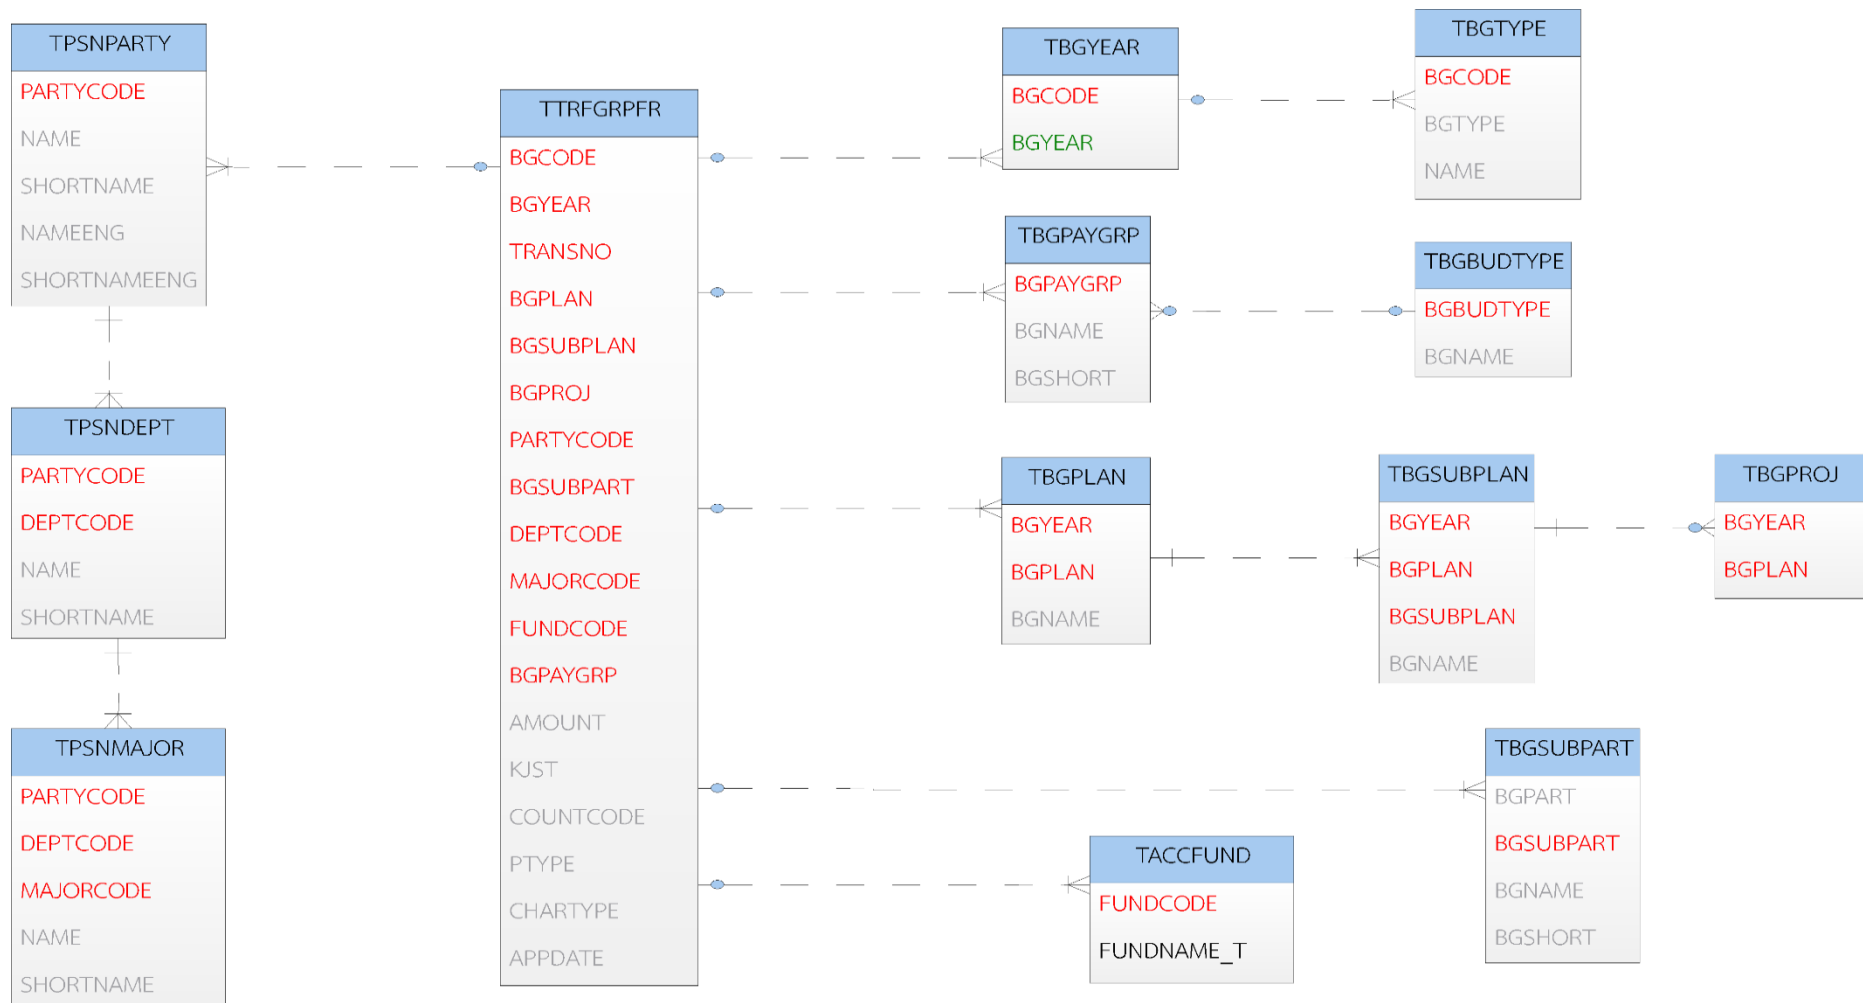 TPSNPARTY
PARTYCODE
NAME
SHORTNAME
NAMEENG
SHORTNAMEENG
TPSNDEPT
PARTYCODE
DEPTCODE
NAME
SHORTNAME
TPSNMAJOR
PARTYCODE
DEPTCODE
MAJORCODE
NAME
SHORTNAME
TTRFGRPFR
BGCODE
BGYEAR
TRANSNO
BGPLAN
BGSUBPLAN
BGPROJ
PARTYCODE
BGSUBPART
DEPTCODE
MAJORCODE
FUNDCODE
BGPAYGRP
AMOUNT
KJST
COUNTCODE
PTYPE
CHARTYPE
APPDATE
TBGYEAR
BGCODE
BGYEAR
TBGTYPE
BGCODE
BGTYPE
NAME
TBGPAYGRP
BGPAYGRP
BGNAME
BGSHORT
TBGBUDTYPE
BGBUDTYPE
BGNAME
TBGPLAN
BGYEAR
BGPLAN
BGNAME
TBGSUBPLAN
BGYEAR
BGPLAN
BGSUBPLAN
BGNAME
TBGPROJ
BGYEAR
BGPLAN
TBGSUBPART
BGPART
BGSUBPART
BGNAME
BGSHORT
TACCFUND
FUNDCODE
FUNDNAME_T